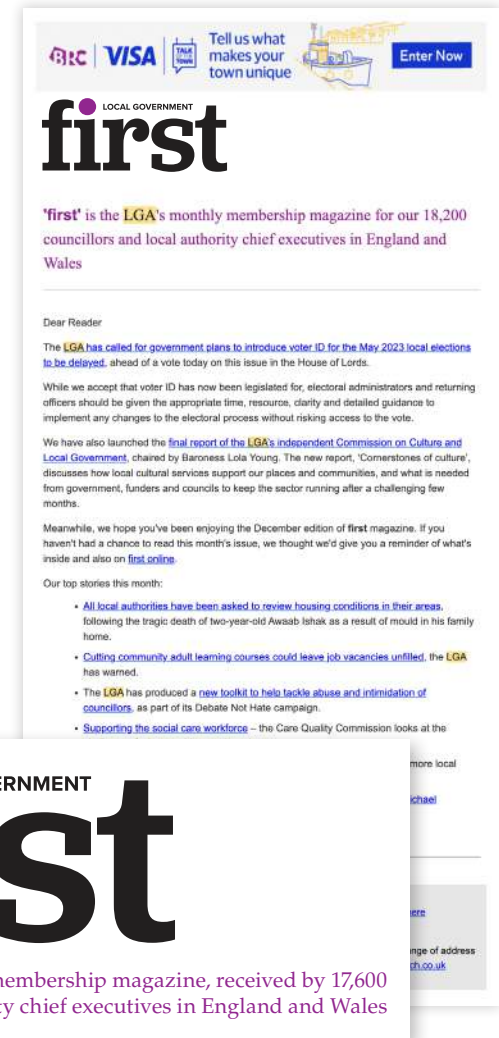 BRC VISA TALK OF THE TOWN
Tell us what
makes your
town unique
Enter Now
LOCAL GOVERNMENT
first
'first' is the LGA's monthly membership magazine for our 18,200
councillors and local authority chief executives in England and
Wales
Dear Reader
The LGA has called for government plans to introduce voter ID for the May 2023 local elections
to be delayed, ahead of a vote today on this issue in the House of Lords.
While we accept that voter ID has now been legislated for, electoral administrators and returning
officers should be given the appropriate time, resource, clarity and detailed guidance to
implement any changes to the electoral process without risking access to the vote.
We have also launched the final report of the LGA's independent Commission on Culture and
Local Government, chaired by Baroness Lola Young. The new report, 'Cornerstones of culture',
discusses how local cultural services support our places and communities, and what is needed
from government, funders and councils to keep the sector running after a challenging few
months.
Meanwhile, we hope you've been enjoying the December edition of first magazine. If you
haven't had a chance to read this month's issue, we thought we'd give you a reminder of what's
inside and also on first online.
Our top stories this month:
• All local authorities have been asked to review housing conditions in their areas,
following the tragic death of two-year-old Awaab Ishak as a result of mould in his family
home.
• Cutting community adult learning courses could leave job vacancies unfilled, the LGA
has warned.
• The LGA has produced a new toolkit to help tackle abuse and intimidation of
councillors, as part of its Debate Not Hate campaign.
• Supporting the social care workforce – the Care Quality Commission looks at the
more local
ichael
ERNMENT
st
ere
nge of address
ch.co.uk
membership magazine, received by 17,600
ty chief executives in England and Wales